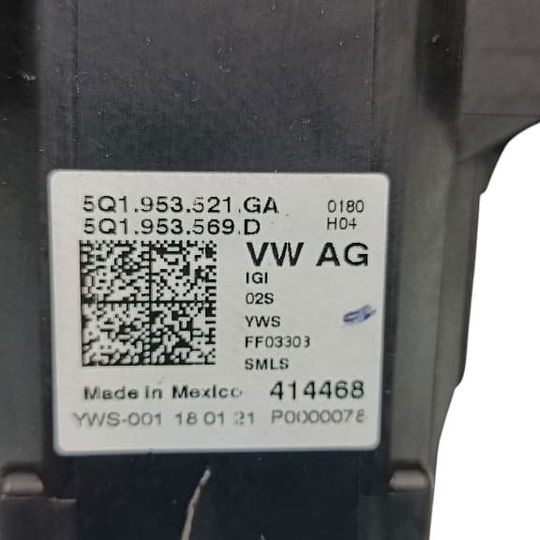 5Q1.953.521.GA 0180
5Q1.953.569.D H04
VW AG
IGI
02S
YWS
FF03303
SMLS
Made in Mexico 414468
YWS-001 18 01 21 P0000078